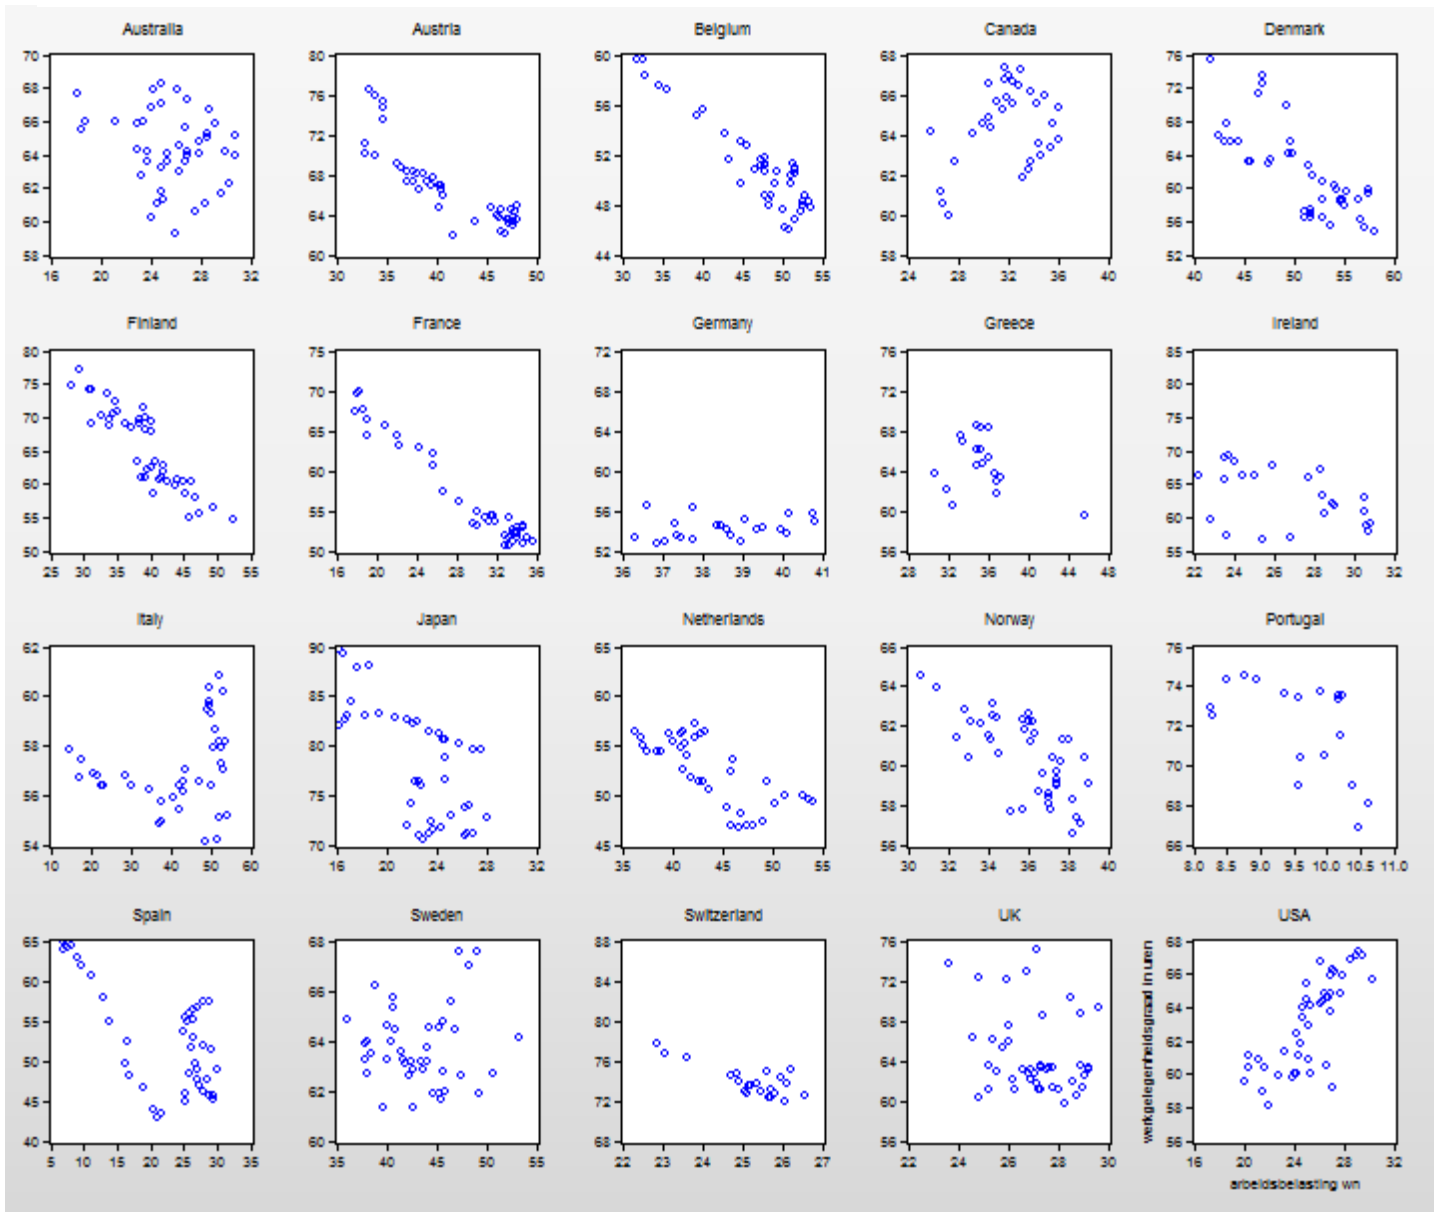 Australia
70
68
66
64
62
60
58
16 20 24 28 32
Austria
80
76
72
68
64
60
30 35 40 45 50
Belgium
60
56
52
48
44
30 35 40 45 50 55
Canada
68
66
64
62
60
58
24 28 32 36 40
Denmark
76
72
68
64
60
56
52
40 45 50 55 60
Finland
80
75
70
65
60
55
50
25 30 35 40 45 50 55
France
75
70
65
60
55
50
16 20 24 28 32 36
Germany
72
68
64
60
56
52
36 37 38 39 40 41
Greece
76
72
68
64
60
56
28 32 36 40 44 48
Ireland
85
80
75
70
65
60
55
22 24 26 28 30 32
Italy
62
60
58
56
54
10 20 30 40 50 60
Japan
90
85
80
75
70
16 20 24 28 32
Netherlands
65
60
55
50
45
35 40 45 50 55
Norway
66
64
62
60
58
56
30 32 34 36 38 40
Portugal
76
74
72
70
68
66
8.0 8.5 9.0 9.5 10.0 10.5 11.0
Spain
65
60
55
50
45
40
5 10 15 20 25 30 35
Sweden
68
66
64
62
60
35 40 45 50 55
Switzerland
88
84
80
76
72
68
22 23 24 25 26 27
UK
76
72
68
64
60
56
22 24 26 28 30
USA
werkgelegenheidsgraad in uren
68
66
64
62
60
58
56
16 20 24 28 32
arbeidsbelasting wn